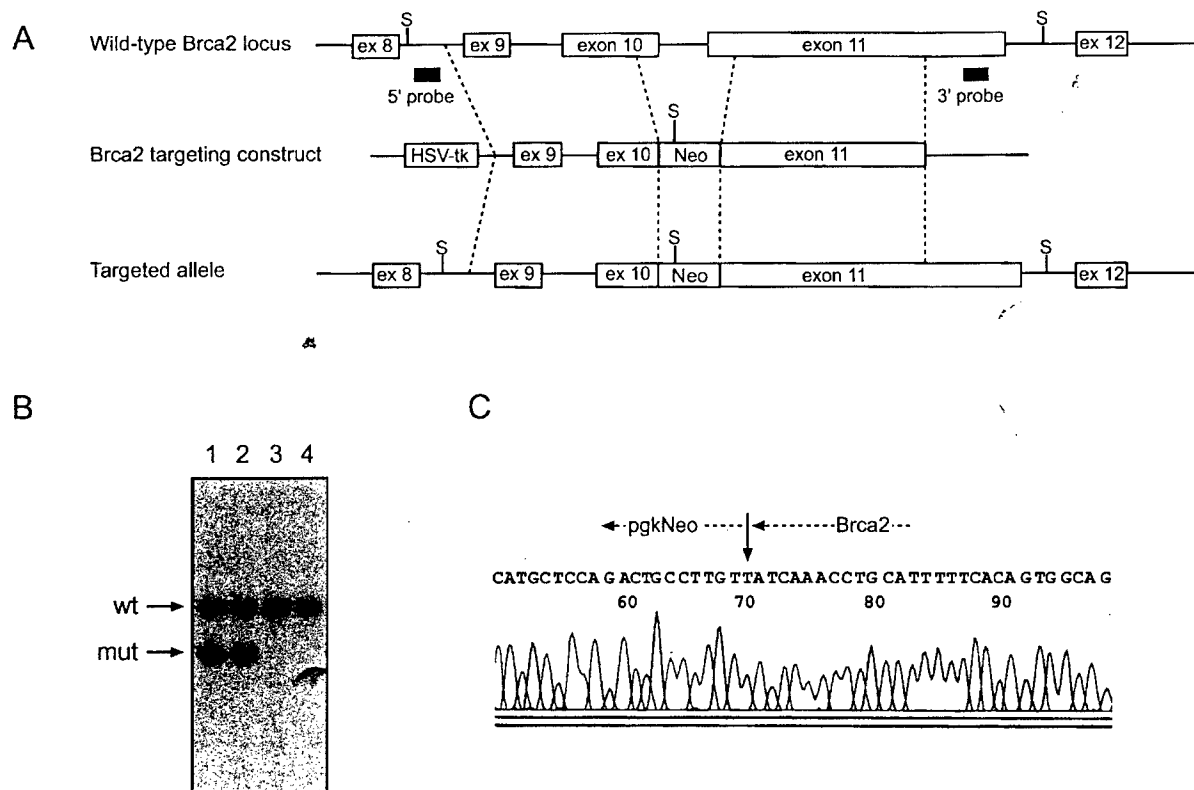 A
Wild-type Brca2 locus
ex 8
S
ex 9
exon 10
exon 11
S
ex 12
5' probe
3' probe
Brca2 targeting construct
HSV-tk
ex 9
ex 10
S
Neo
exon 11
Targeted allele
ex 8
S
ex 9
ex 10
S
Neo
exon 11
S
ex 12
B
1 2 3 4
wt
mut
C
pgkNeo Brca2
CATGCTCCAGACTGCCTTGTTATCAAACCTGCATTTTTCACAGTGGCAG
60 70 80 90